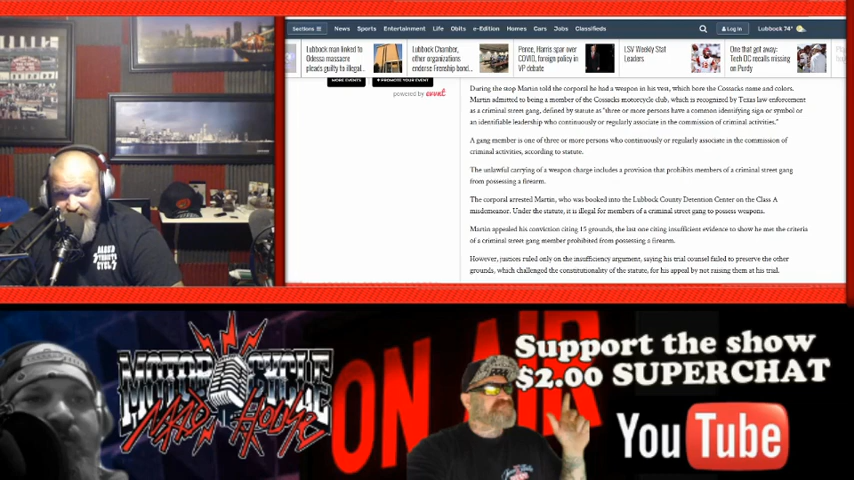 Sections
News Sports Entertainment Life Obits e-Edition Homes Cars Jobs Classifieds
Log In
Lubbock 74°
Lubbock man linked to
Odessa massacre
pleads guilty to illegal...
Lubbock Chamber,
other organizations
endorse Frenship bond...
Pence, Harris spar over
COVID, foreign policy in
VP debate
LSV Weekly Stat
Leaders
One that got away:
Tech DC recalls missing
on Purdy
MORE EVENTS
PROMOTE YOUR EVENT
powered by
During the stop Martin told the corporal he had a weapon in his vest, which bore the Cossacks name and colors.
Martin admitted to being a member of the Cossacks motorcycle club, which is recognized by Texas law enforcement
as a criminal street gang, defined by statute as "three or more persons have a common identifying sign or symbol or
an identifiable leadership who continuously or regularly associate in the commission of criminal activities."
A gang member is one of three or more persons who continuously or regularly associate in the commission of
criminal activities, according to statute.
The unlawful carrying of a weapon charge includes a provision that prohibits members of a criminal street gang
from possessing a firearm.
The corporal arrested Martin, who was booked into the Lubbock County Detention Center on the Class A
misdemeanor. Under the statute, it is illegal for members of a criminal street gang to possess weapons.
Martin appealed his conviction citing 15 grounds, the last one citing insufficient evidence to show he met the criteria
of a criminal street gang member prohibited from possessing a firearm.
However, justices ruled only on the insufficiency argument, saying his trial counsel failed to preserve the other
grounds, which challenged the constitutionality of the statute, for his appeal by not raising them at his trial.
MOTORCYCLE
MADHOUSE
ON AIR
Support the show
$2.00 SUPERCHAT
YouTube